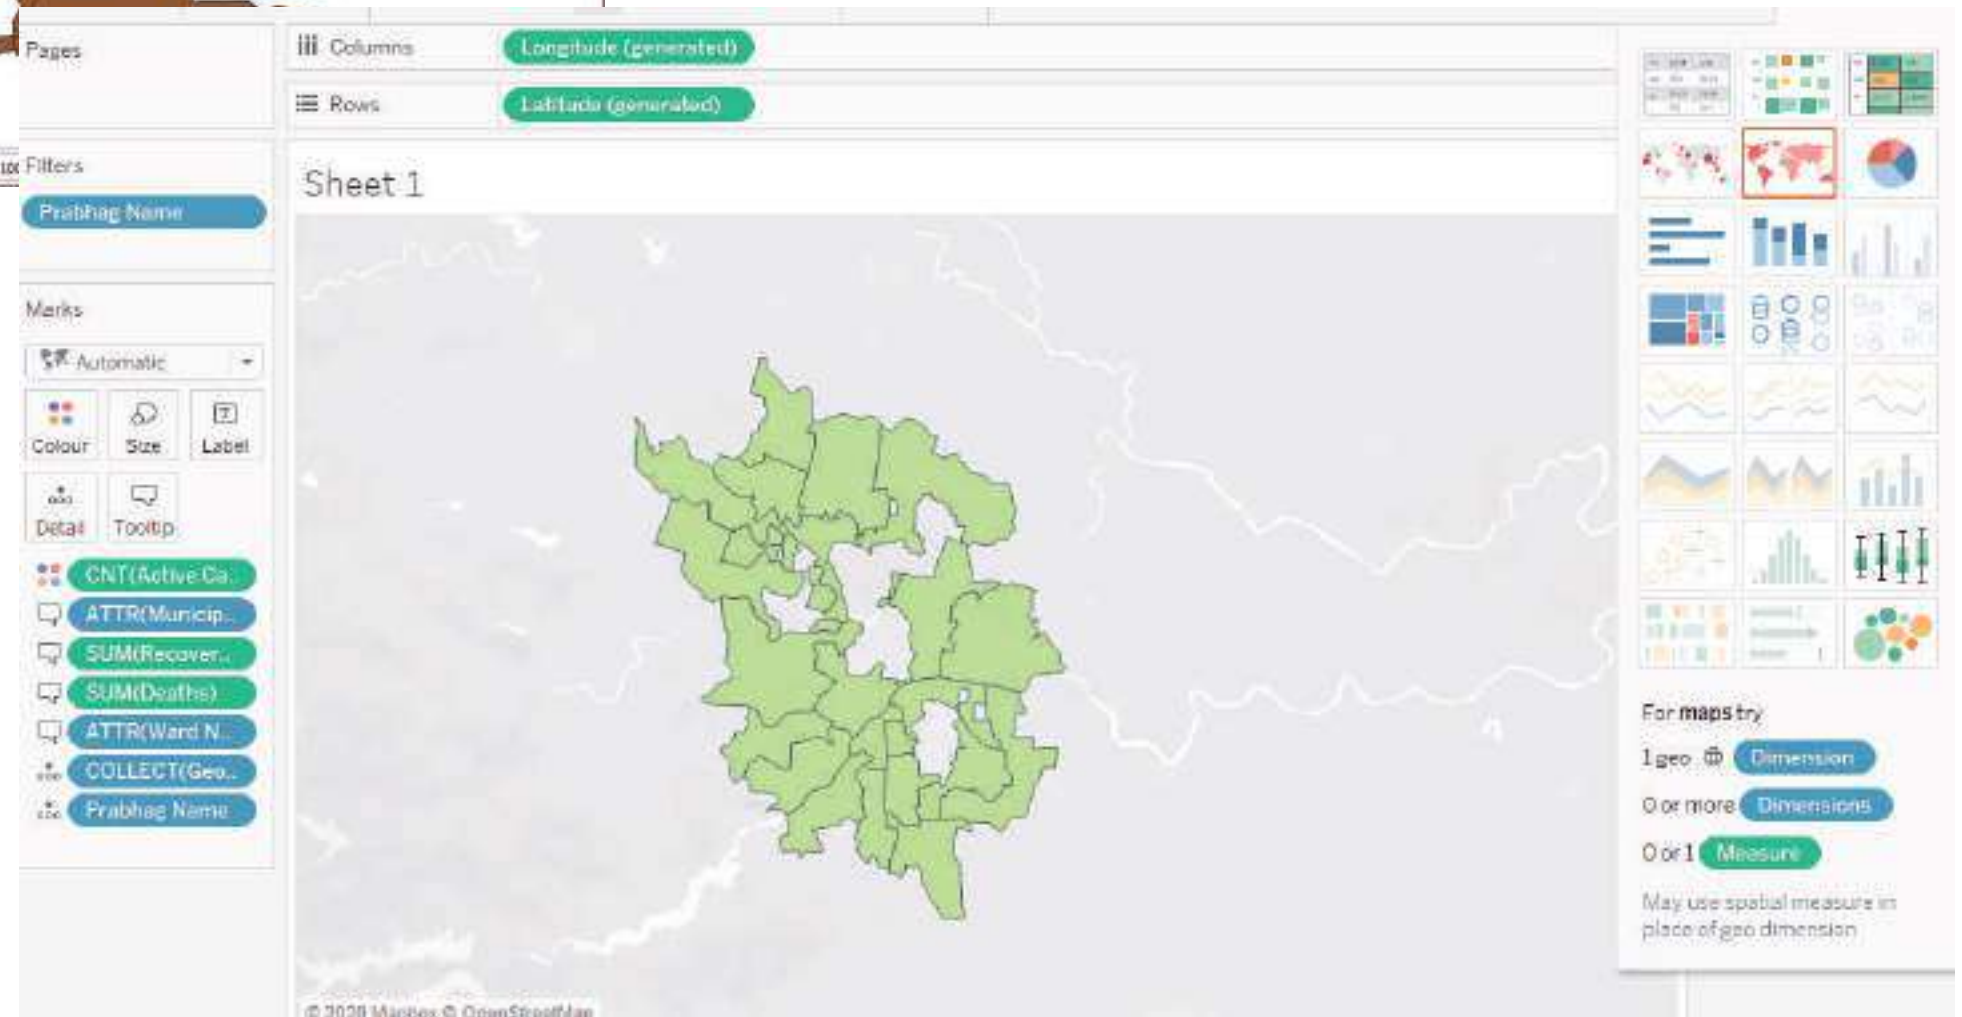 Pages
Columns
Longitude (generated)
Rows
Latitude (generated)
100
Filters
Prabhag Name
Sheet 1
Marks
Automatic
Colour
Size
Label
Detail
Tooltip
CNT(Active Ca..
ATTR(Municip..
SUM(Recover..
SUM(Deaths)
ATTR(Ward N..
COLLECT(Geo..
Prabhag Name
© 2020 Mapbox © OpenStreetMap
For maps try
1 geo Dimension
0 or more Dimensions
0 or 1 Measure
May use spatial measure in
place of geo dimension